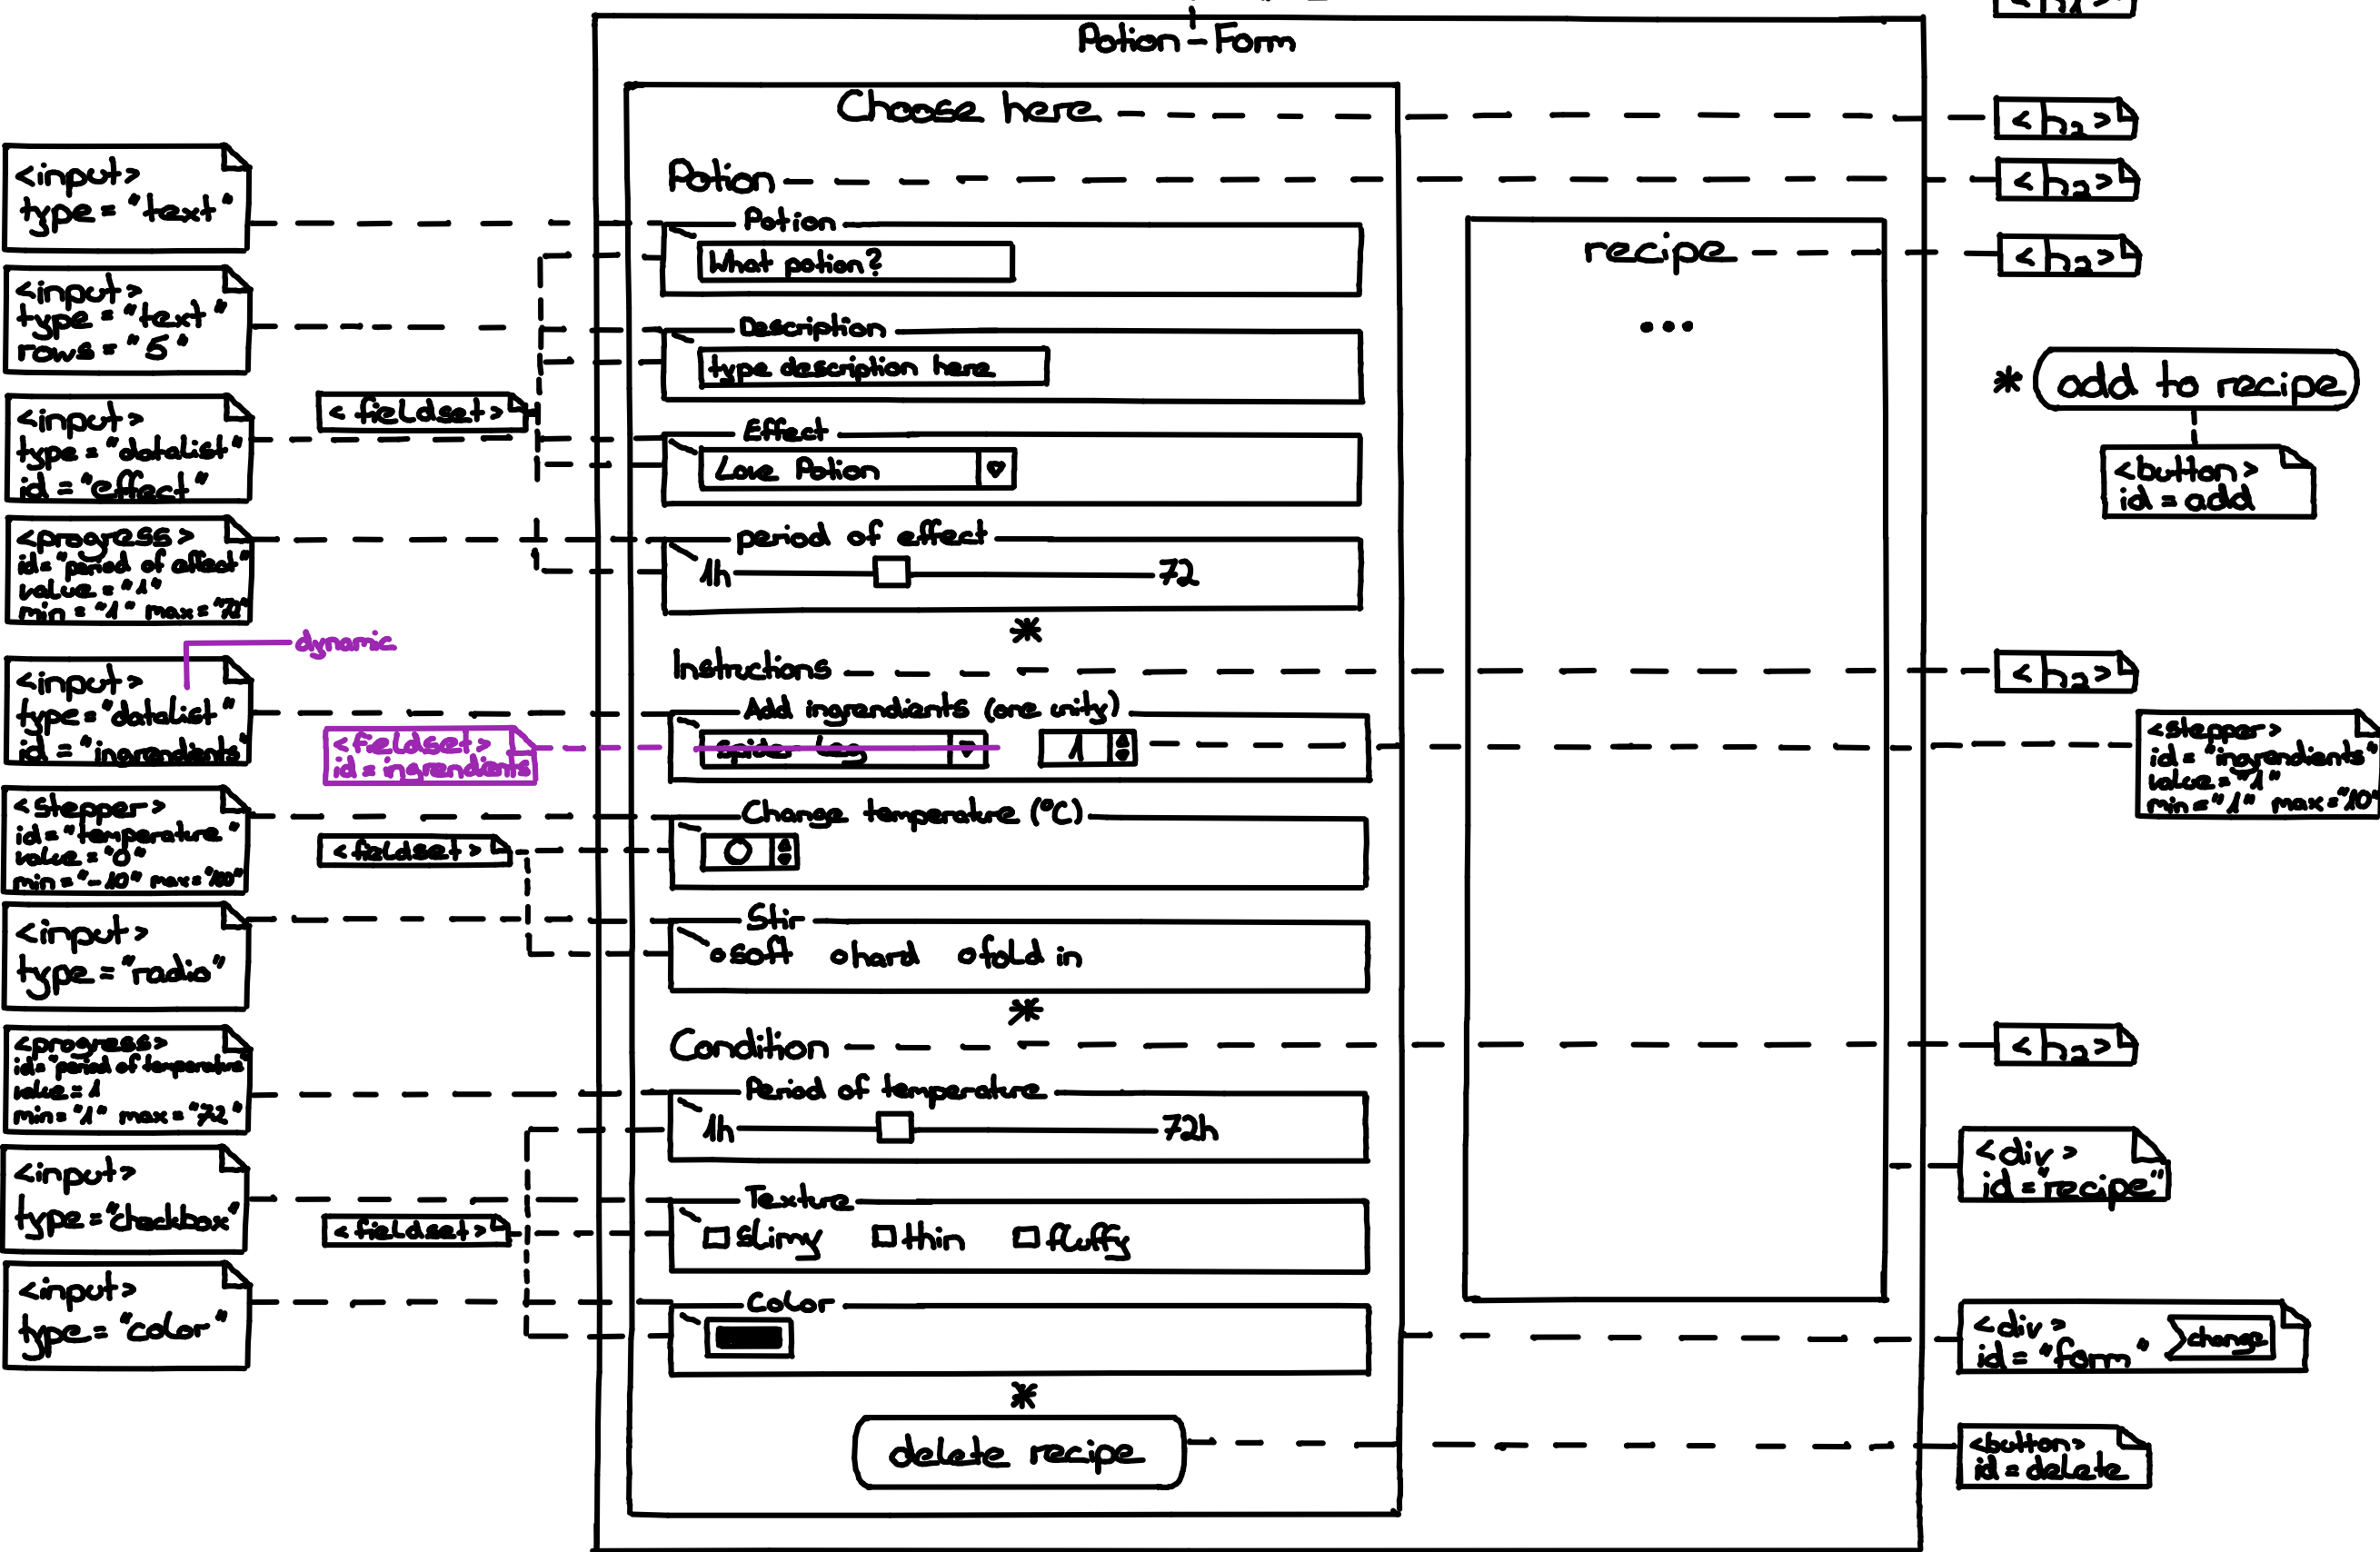 <h1>
Potion - Form
Choose here
<h2>
Potion
<h2>
<input>
type = "text"
Potion
What potion?
recipe
<h2>
<input>
type = "text"
rows = "5"
Description
type description here
...
<fieldset>
* add to recipe
<button>
id = add
<input>
type = "datalist"
id = "effect"
Effect
Love Potion
<progress>
id = "period of effect"
value = "1"
min = "1" max = "72"
period of effect
1h 72
*
dynamic
Instructions
<h2>
<input>
type = "datalist"
id = "ingrendients"
<fieldset>
id = ingrendients
Add ingrendients (one unity)
spider leg
1
<stepper>
id = "ingrendients"
value = "1"
min = "1" max = "10"
<stepper>
id = "temperature"
value = "0"
min = "-10" max = "100"
<fieldset>
Change temperature (°C)
0
<input>
type = "radio"
Stir
soft hard fold in
*
Condition
<h2>
<progress>
id = "period of temperature
value = 1
min = "1" max = "72"
Period of temperature
1h 72h
<div>
id = "recipe"
<input>
type = "checkbox"
<fieldset>
Texture
slimy thin fluffy
<input>
type = "color"
Color
<div>
id = "form"
change
*
delete recipe
<button>
id = delete